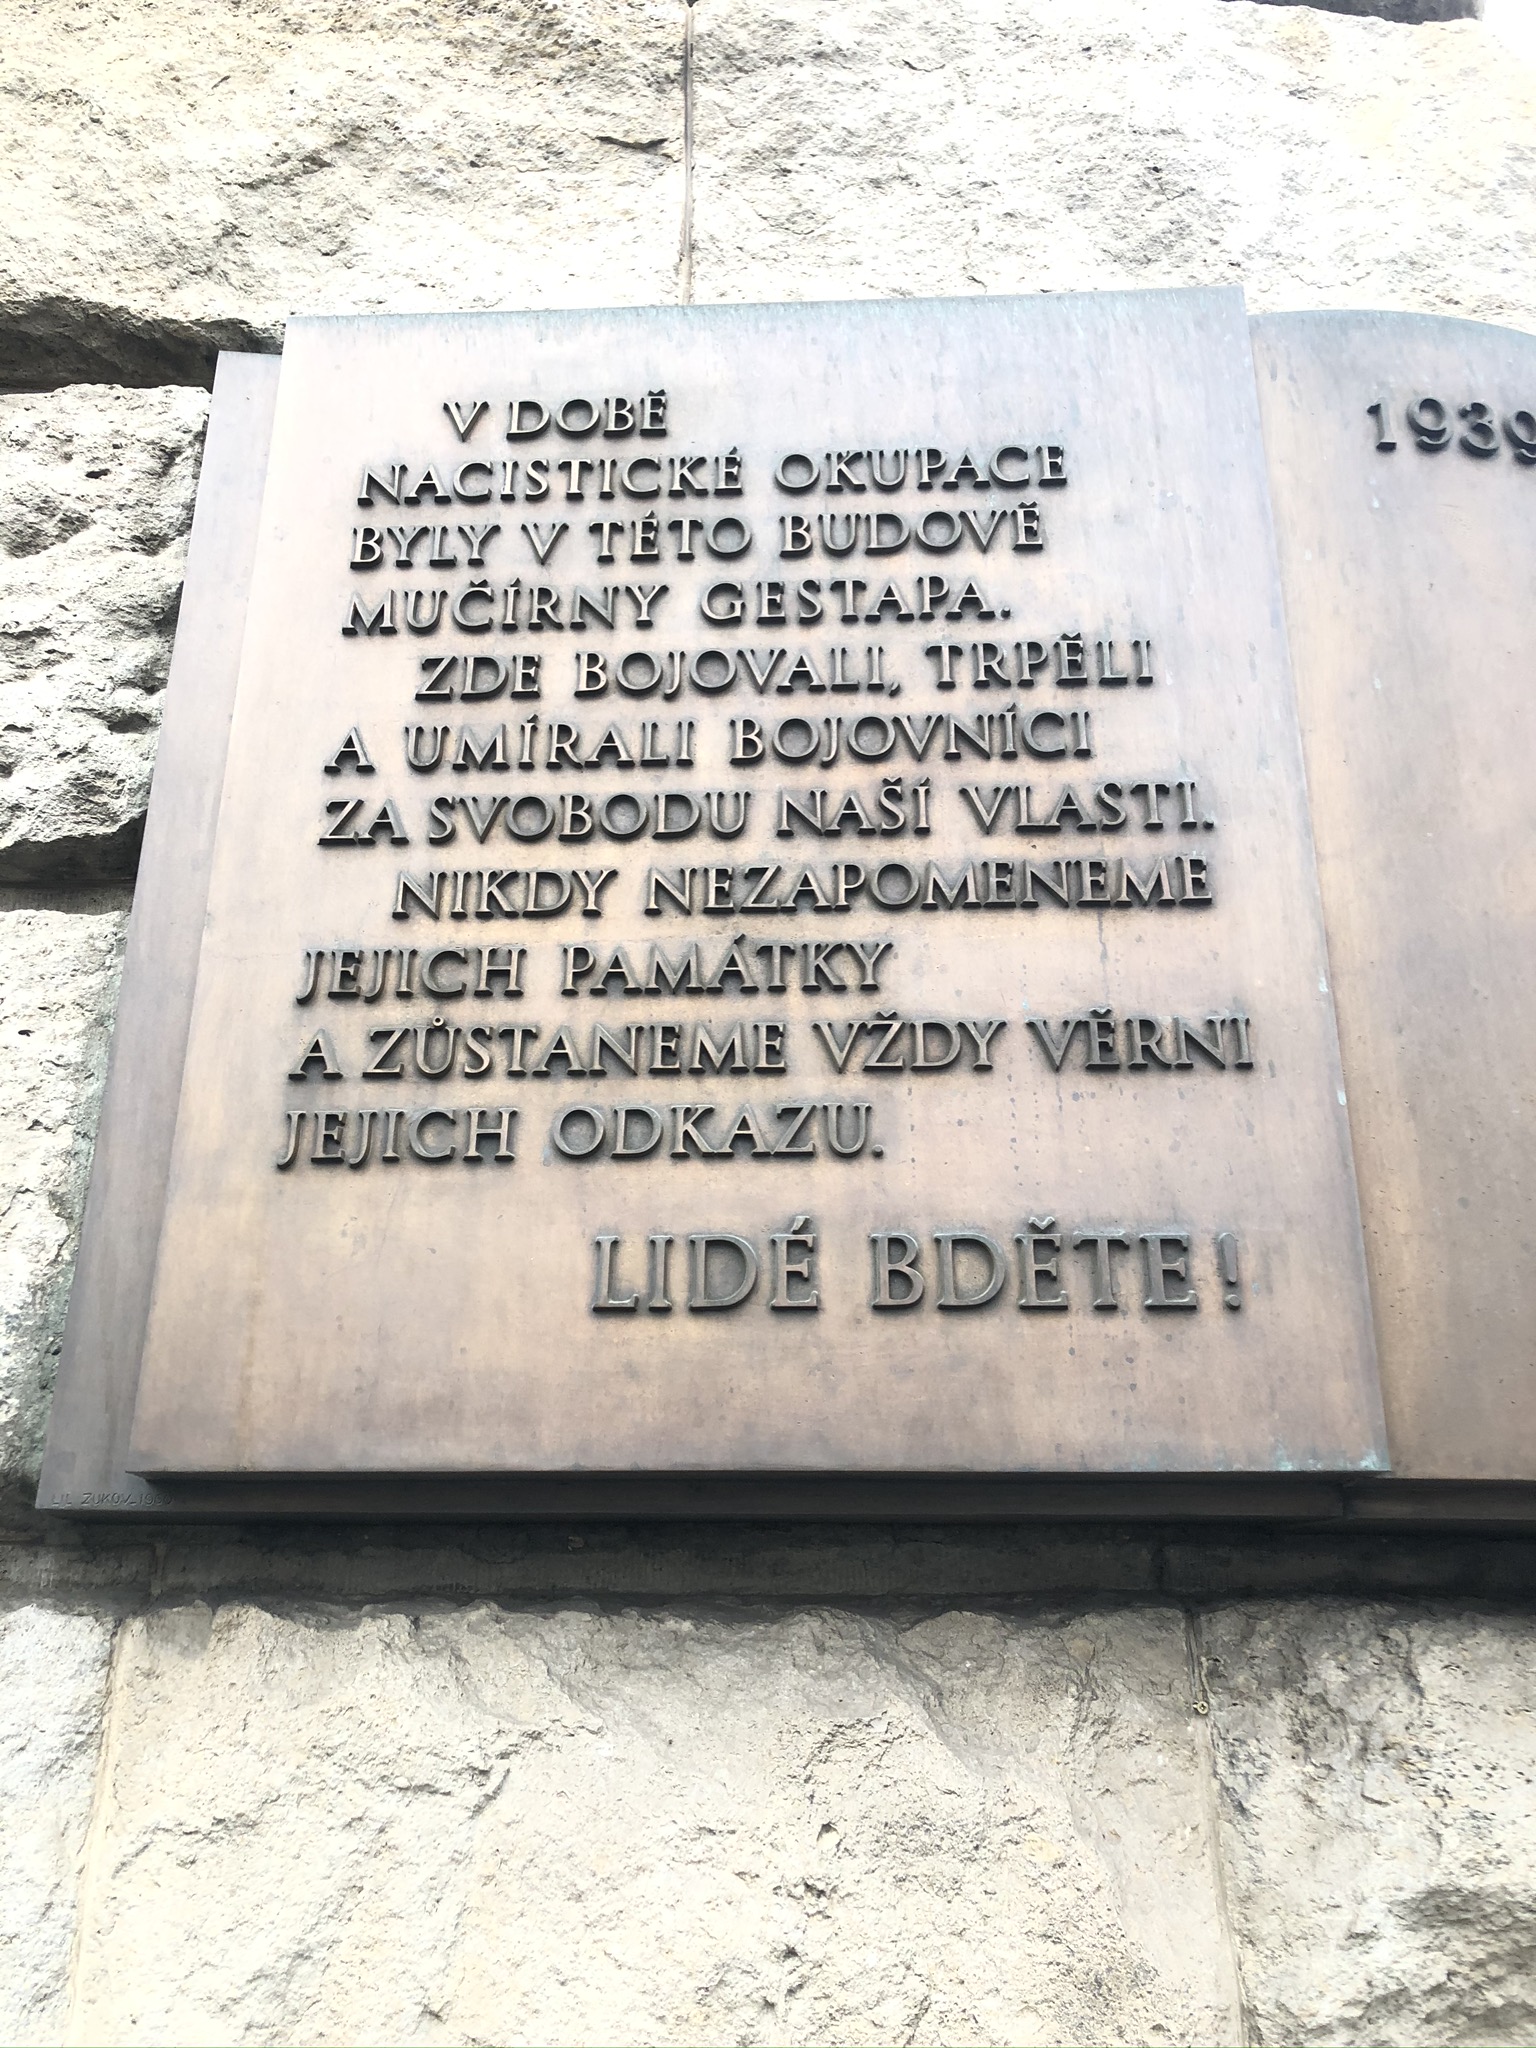 V DOBĚ
NACISTICKÉ OKUPACE
BYLY V TÉTO BUDOVĚ
MUČÍRNY GESTAPA.
ZDE BOJOVALI, TRPĚLI
A UMÍRALI BOJOVNÍCI
ZA SVOBODU NAŠÍ VLASTI.
NIKDY NEZAPOMENEME
JEJICH PAMÁTKY
A ZŮSTANEME VŽDY VĚRNI
JEJICH ODKAZU.
LIDÉ BDĚTE!
1939